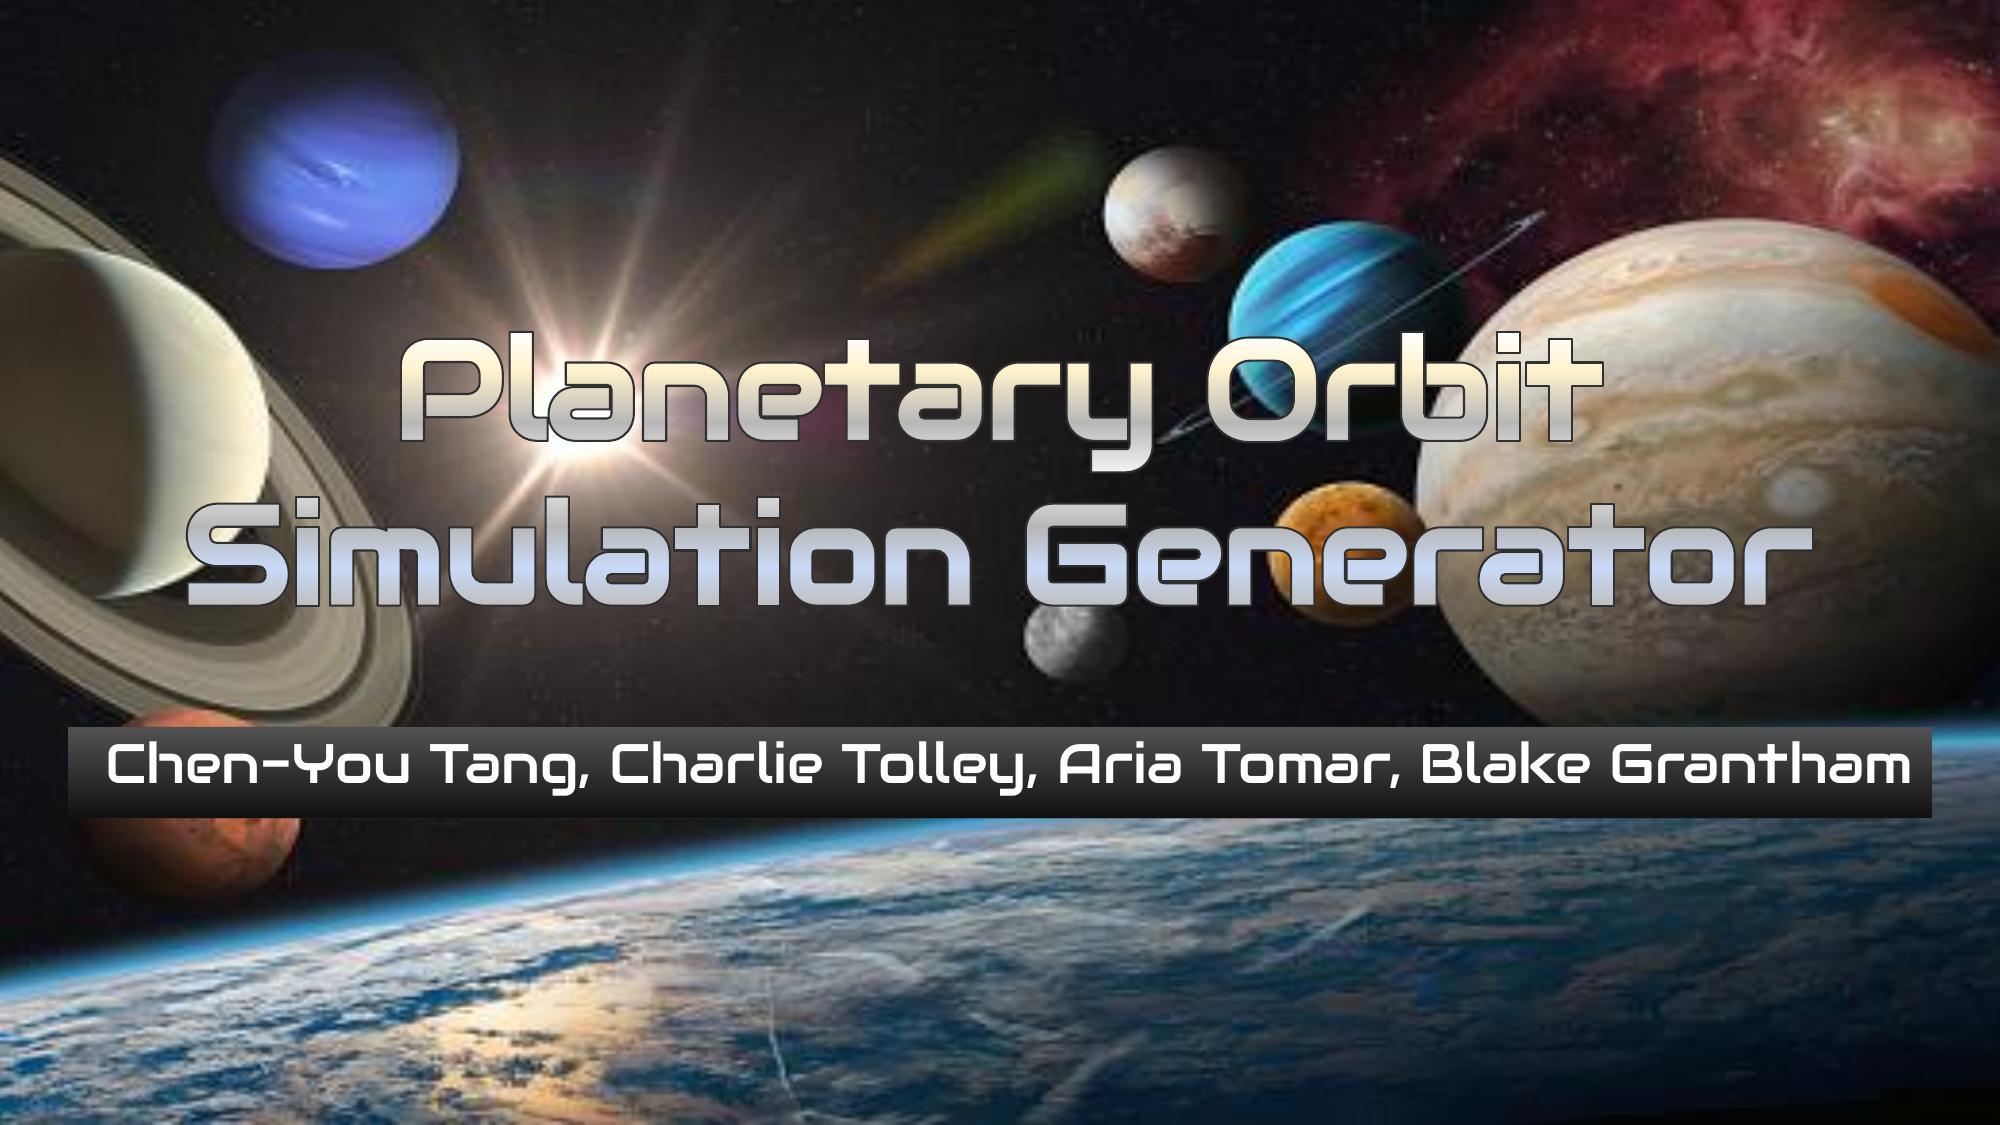 Planetary Orbit
Simulation Generator
Chen-You Tang, Charlie Tolley, Aria Tomar, Blake Grantham